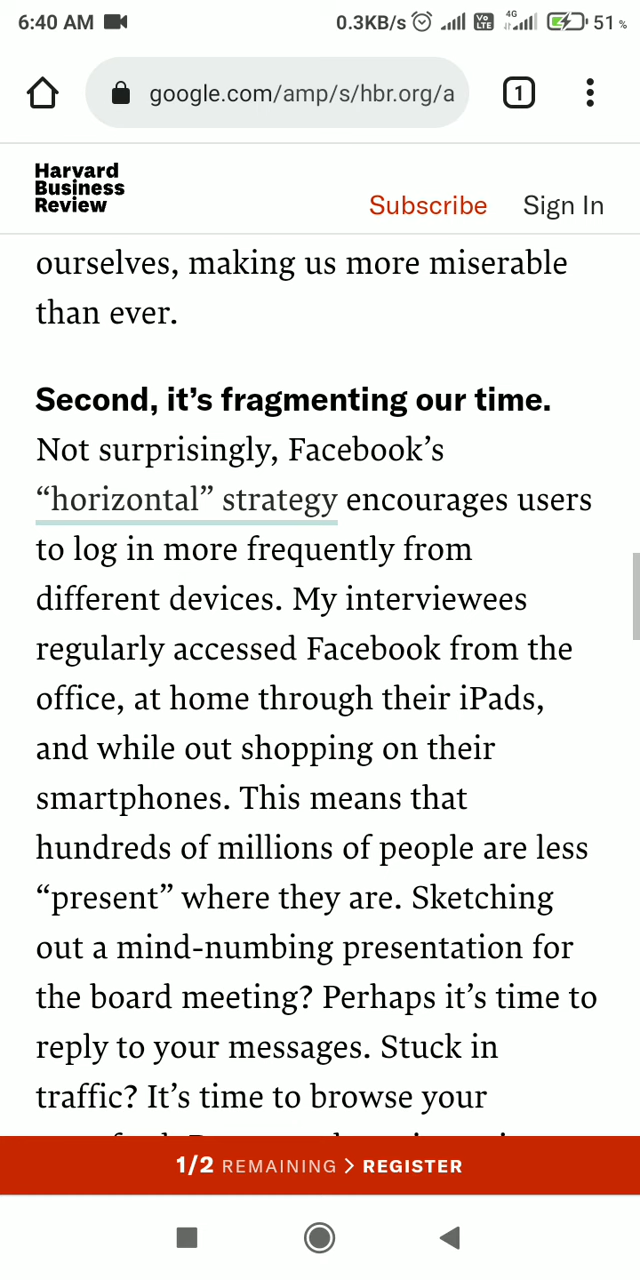 6:40 AM 0.3KB/s Vo LTE 4G 51 %
1
google.com/amp/s/hbr.org/a
Harvard
Business
Review
Subscribe Sign In
ourselves, making us more miserable
than ever.
Second, it’s fragmenting our time.
Not surprisingly, Facebook’s
“horizontal” strategy encourages users
to log in more frequently from
different devices. My interviewees
regularly accessed Facebook from the
office, at home through their iPads,
and while out shopping on their
smartphones. This means that
hundreds of millions of people are less
“present” where they are. Sketching
out a mind-numbing presentation for
the board meeting? Perhaps it’s time to
reply to your messages. Stuck in
traffic? It’s time to browse your
1/2 REMAINING > REGISTER